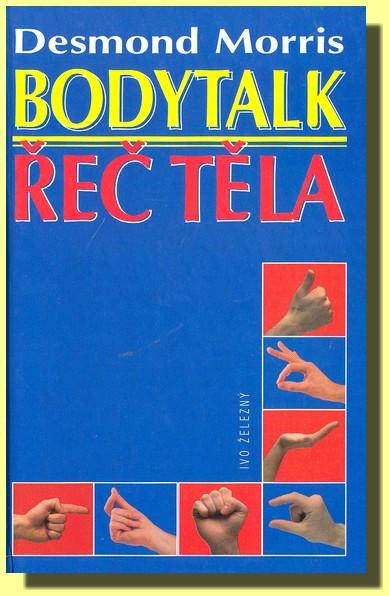 Desmond Morris
BODYTALK
ŘEČ TĚLA
IVO ŽELEZNÝ